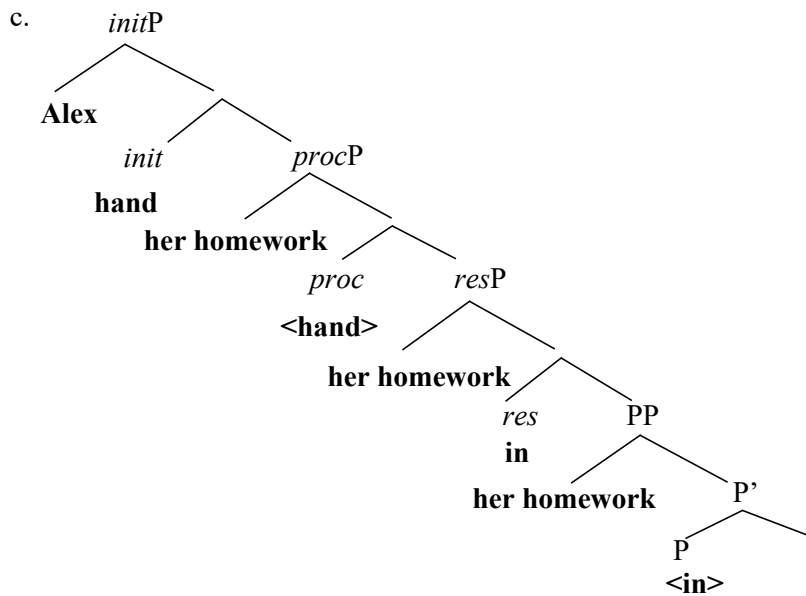 c.
initP
Alex
init
procP
hand
her homework
proc
resP
<hand>
her homework
res
PP
in
her homework
P’
P
<in>